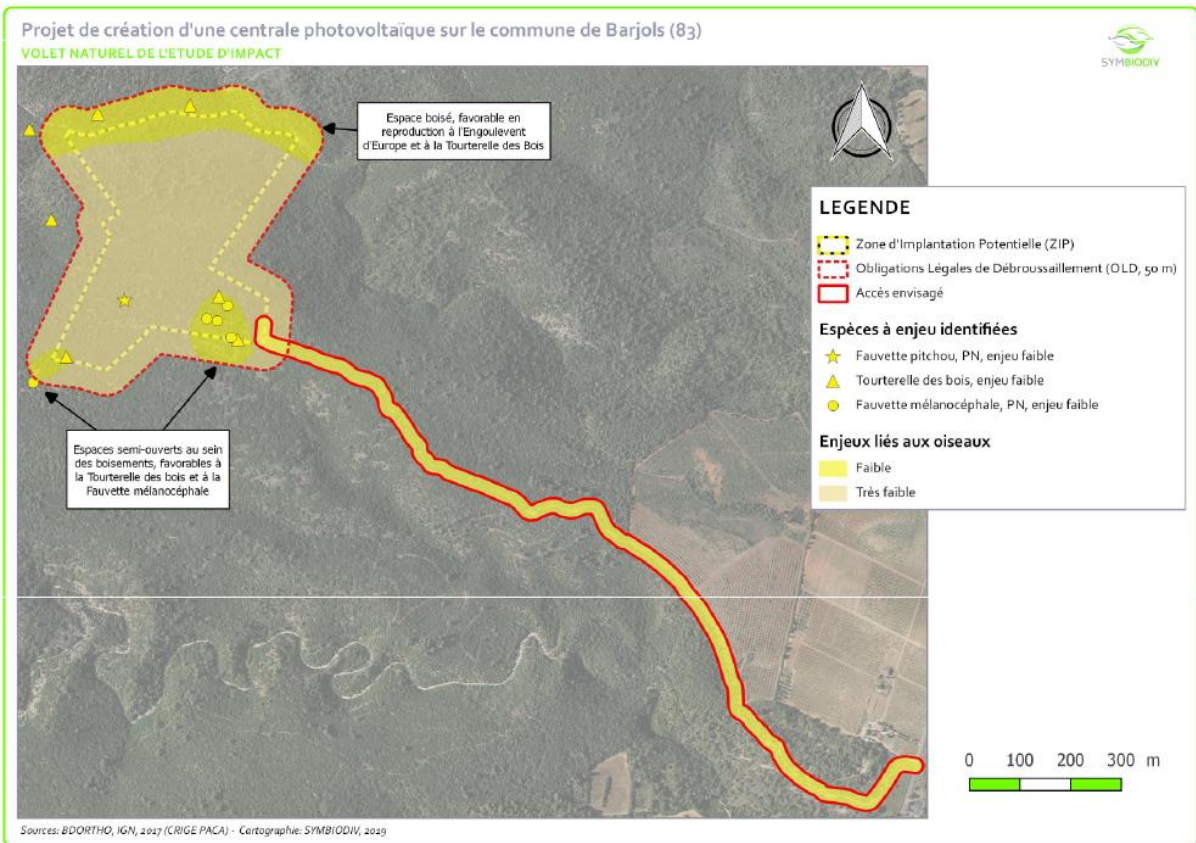 Projet de création d'une centrale photovoltaïque sur le commune de Barjols (83)
VOLET NATUREL DE L'ETUDE D'IMPACT
SYMBIODIV
Espace boisé, favorable en
reproduction à l'Engoulevent
d'Europe et à la Tourterelle des Bois
Espaces semi-ouverts au sein
des boisements, favorables à
la Tourterelle des bois et à la
Fauvette mélanocéphale
LEGENDE
Zone d'Implantation Potentielle (ZIP)
Obligations Légales de Débroussaillement (OLD, 50 m)
Accès envisagé
Espèces à enjeu identifiées
Fauvette pitchou, PN, enjeu faible
Tourterelle des bois, enjeu faible
Fauvette mélanocéphale, PN, enjeu faible
Enjeux liés aux oiseaux
Faible
Très faible
0 100 200 300 m
Sources: BDORTHO, IGN, 2017 (CRIGE PACA) - Cartographie: SYMBIODIV, 2019